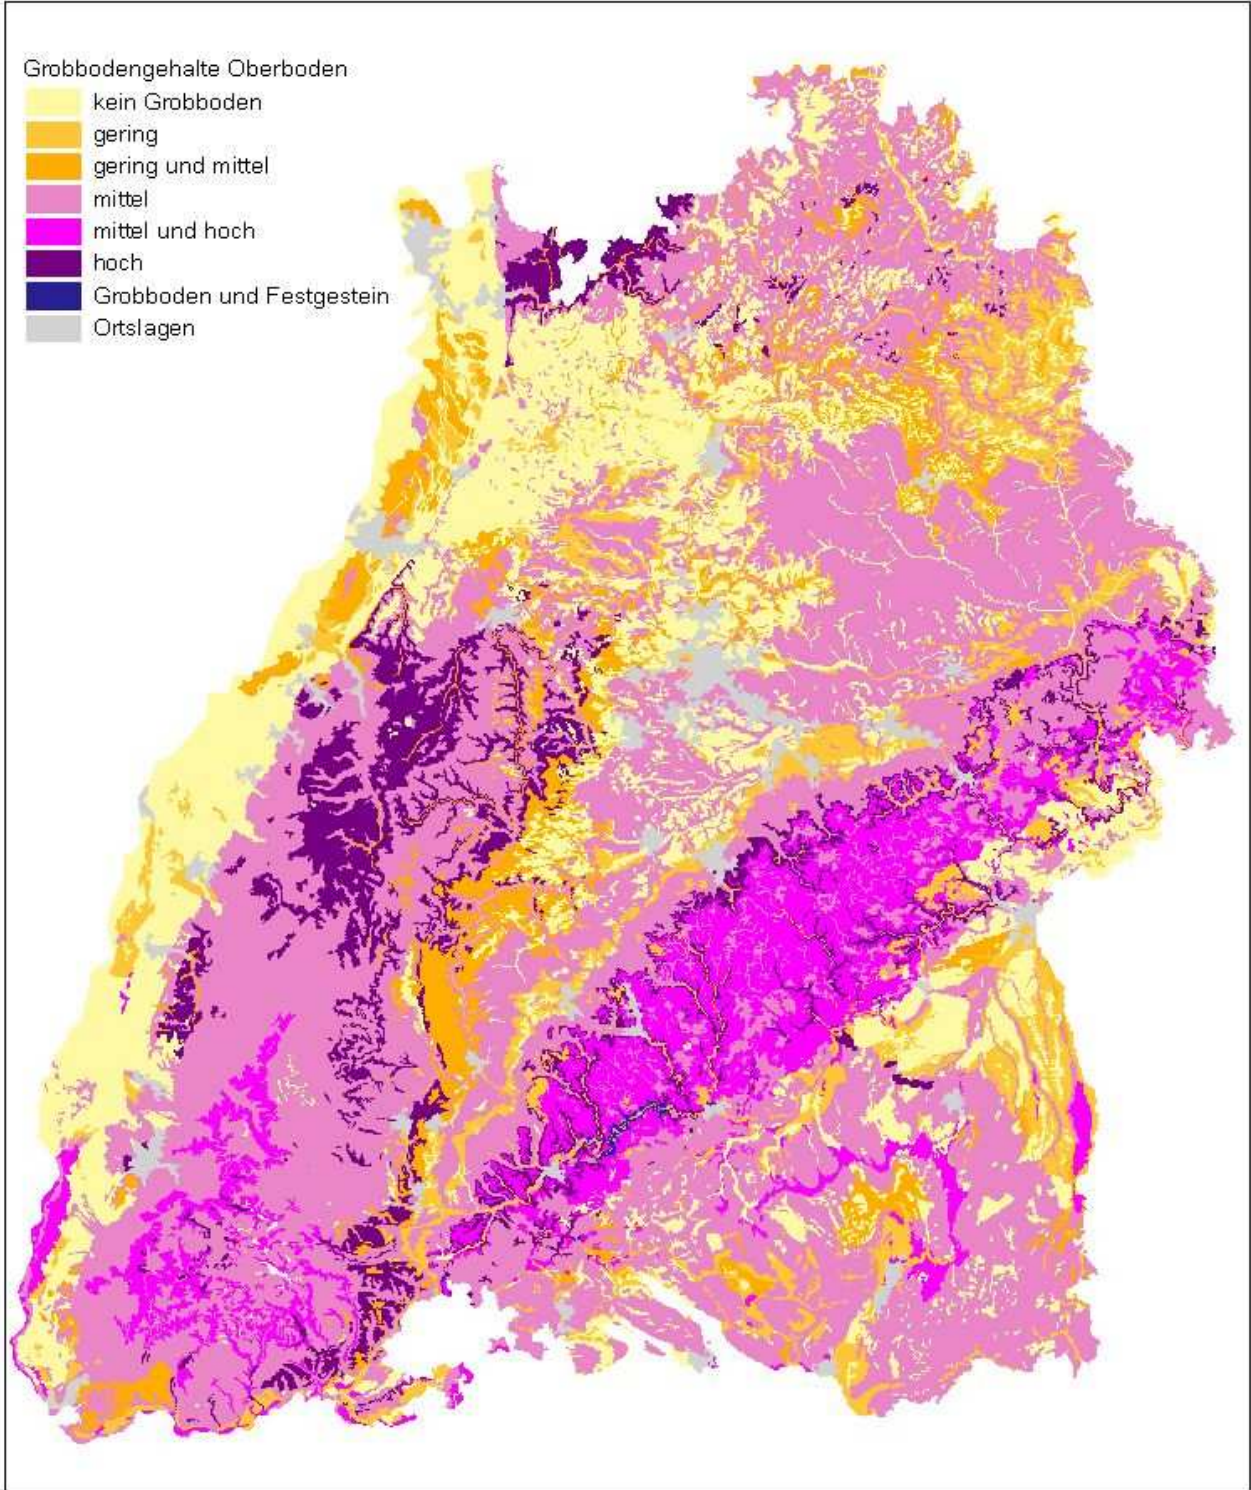 Grobbodengehalte Oberboden
kein Grobboden
gering
gering und mittel
mittel
mittel und hoch
hoch
Grobboden und Festgestein
Ortslagen